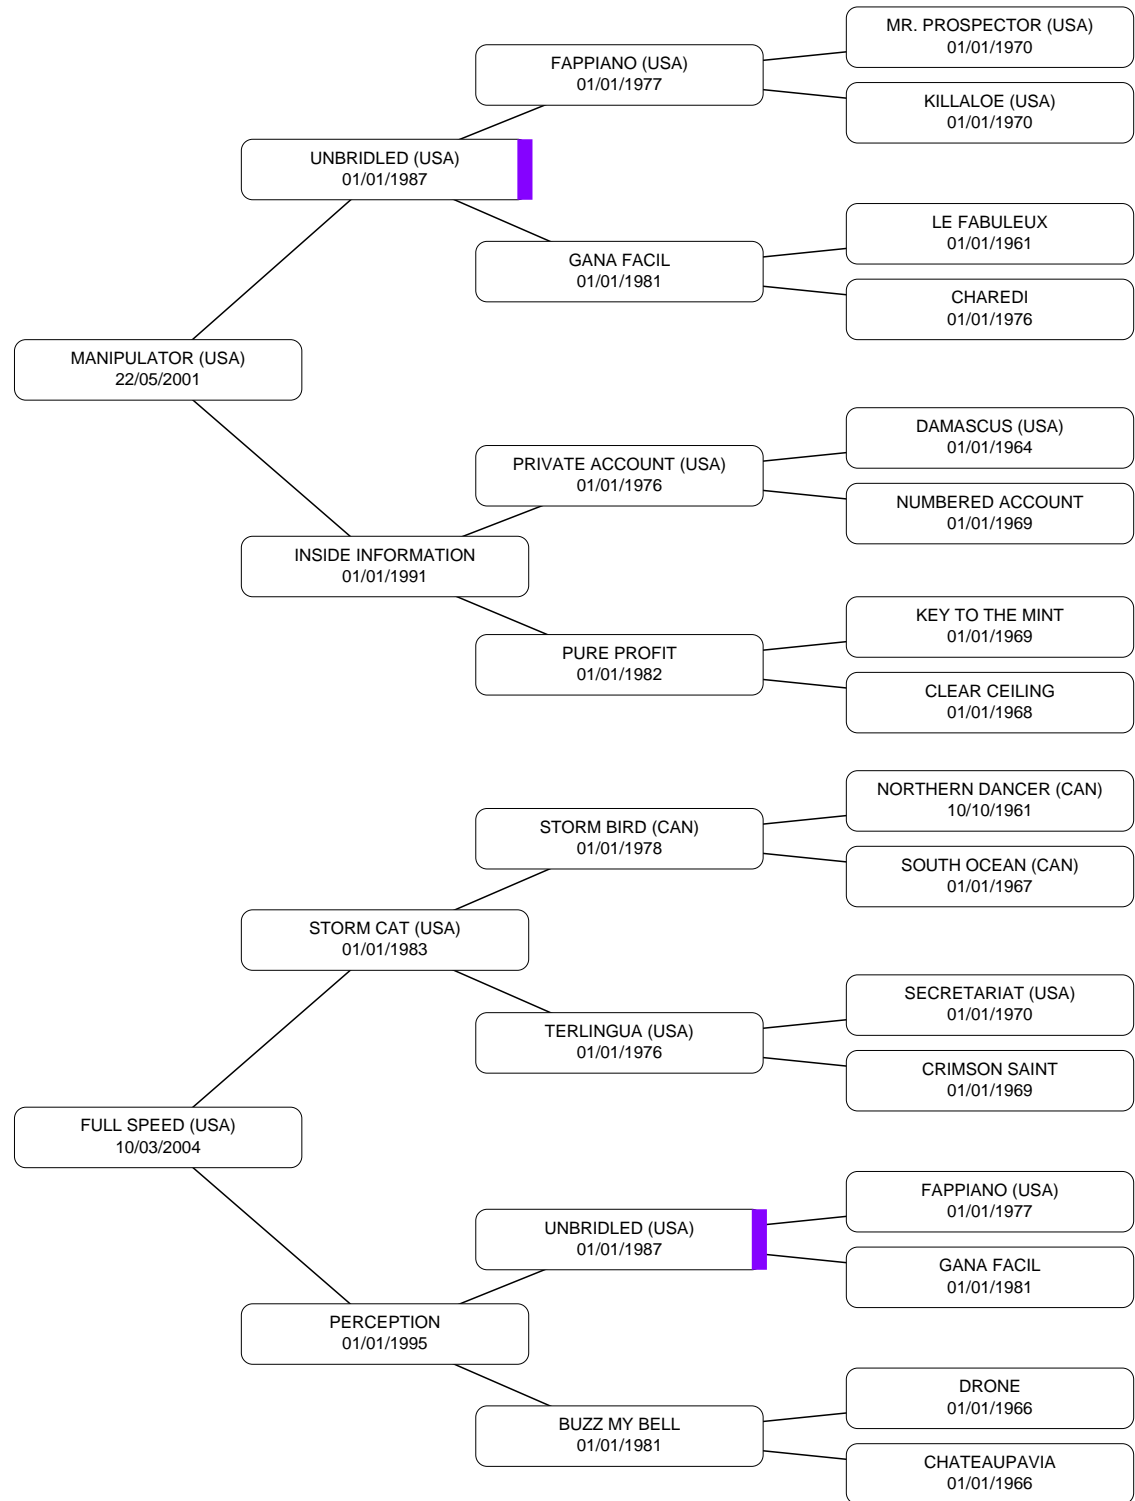 MR. PROSPECTOR (USA)
01/01/1970
FAPPIANO (USA)
01/01/1977
KILLALOE (USA)
01/01/1970
UNBRIDLED (USA)
01/01/1987
LE FABULEUX
01/01/1961
GANA FACIL
01/01/1981
CHAREDI
01/01/1976
MANIPULATOR (USA)
22/05/2001
DAMASCUS (USA)
01/01/1964
PRIVATE ACCOUNT (USA)
01/01/1976
NUMBERED ACCOUNT
01/01/1969
INSIDE INFORMATION
01/01/1991
KEY TO THE MINT
01/01/1969
PURE PROFIT
01/01/1982
CLEAR CEILING
01/01/1968
NORTHERN DANCER (CAN)
10/10/1961
STORM BIRD (CAN)
01/01/1978
SOUTH OCEAN (CAN)
01/01/1967
STORM CAT (USA)
01/01/1983
SECRETARIAT (USA)
01/01/1970
TERLINGUA (USA)
01/01/1976
CRIMSON SAINT
01/01/1969
FULL SPEED (USA)
10/03/2004
FAPPIANO (USA)
01/01/1977
UNBRIDLED (USA)
01/01/1987
GANA FACIL
01/01/1981
PERCEPTION
01/01/1995
DRONE
01/01/1966
BUZZ MY BELL
01/01/1981
CHATEAUPAVIA
01/01/1966